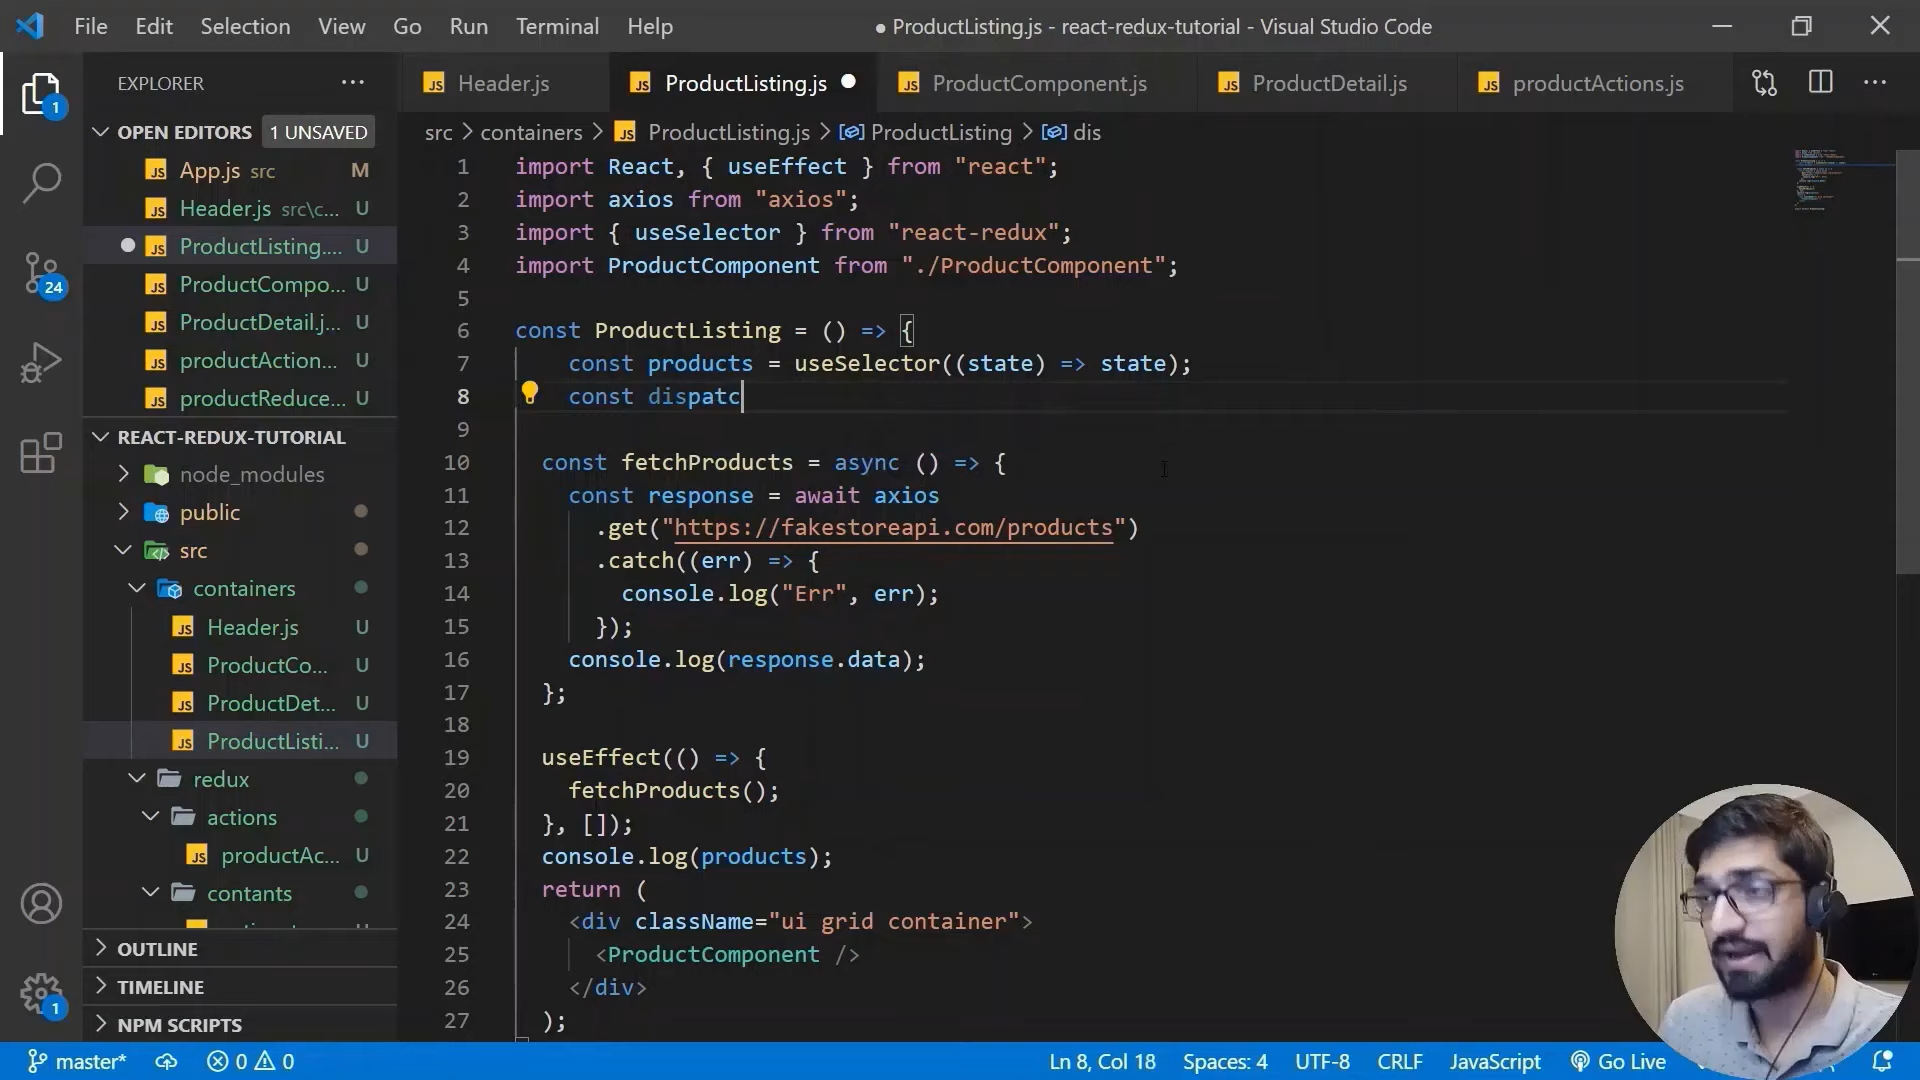 File Edit Selection View Go Run Terminal Help
● ProductListing.js - react-redux-tutorial - Visual Studio Code
EXPLORER
Header.js
ProductListing.js
ProductComponent.js
ProductDetail.js
productActions.js
src > containers > ProductListing.js > ProductListing > dis
OPEN EDITORS 1 UNSAVED
App.js src M
Header.js src\c... U
ProductListing.... U
ProductCompo... U
ProductDetail.j... U
productAction... U
productReduce... U
REACT-REDUX-TUTORIAL
node_modules
public
src
containers
Header.js U
ProductCo... U
ProductDet... U
ProductListi... U
redux
actions
productAc... U
contants
OUTLINE
TIMELINE
NPM SCRIPTS
1
24
1
1 import React, { useEffect } from "react";
2 import axios from "axios";
3 import { useSelector } from "react-redux";
4 import ProductComponent from "./ProductComponent";
5
6 const ProductListing = () => {
7 const products = useSelector((state) => state);
8 const dispatc
9
10 const fetchProducts = async () => {
11 const response = await axios
12 .get("https://fakestoreapi.com/products")
13 .catch((err) => {
14 console.log("Err", err);
15 });
16 console.log(response.data);
17 };
18
19 useEffect(() => {
20 fetchProducts();
21 }, []);
22 console.log(products);
23 return (
24 <div className="ui grid container">
25 <ProductComponent />
26 </div>
27 );
master* 0 0 Ln 8, Col 18 Spaces: 4 UTF-8 CRLF JavaScript Go Live